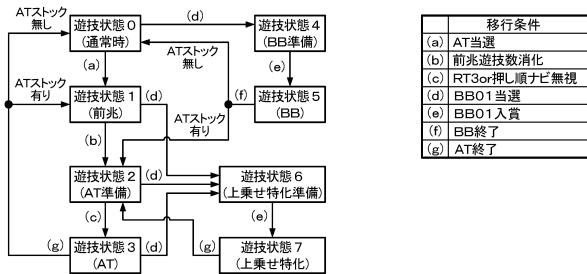 ATストック
無し
遊技状態0
(通常時)
(d)
遊技状態4
(BB準備)
ATストック
無し
(a)
(e)
ATストック
有り
遊技状態1
(前兆)
(d)
(f)
遊技状態5
(BB)
ATストック
有り
(b)
遊技状態2
(AT準備)
(d)
遊技状態6
(上乗せ特化準備)
(c)
(e)
(g)
遊技状態3
(AT)
(d)
(g)
遊技状態7
(上乗せ特化)
移行条件
(a) AT当選
(b) 前兆遊技数消化
(c) RT3or押し順ナビ無視
(d) BB01当選
(e) BB01入賞
(f) BB終了
(g) AT終了